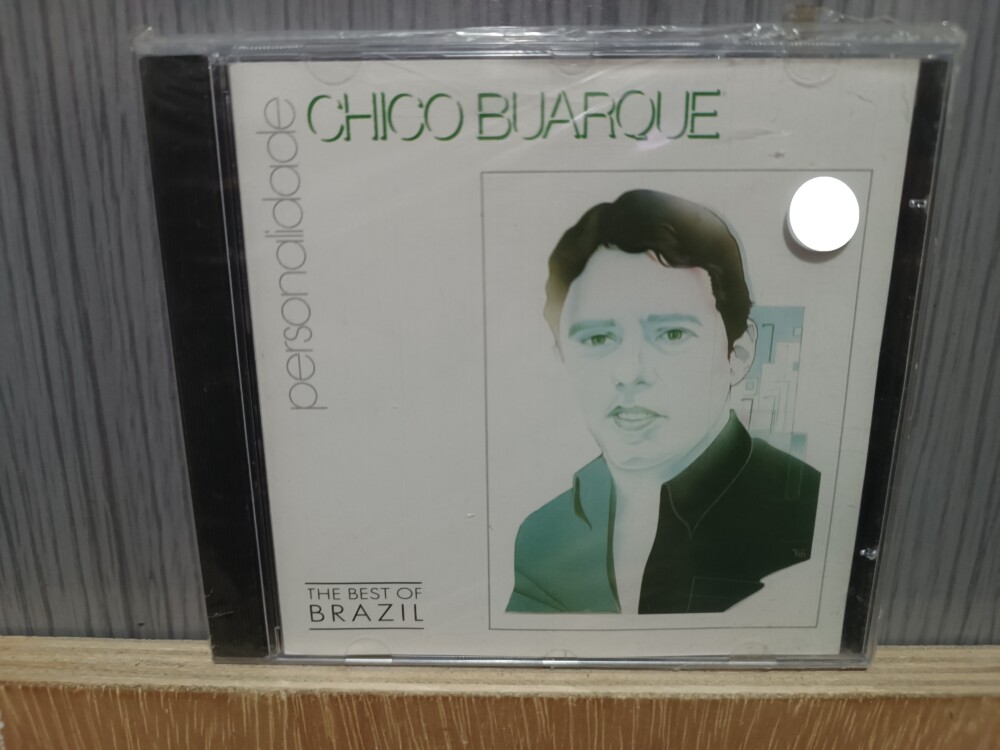 CHICO BUARQUE
personalidade
THE BEST OF
BRAZIL